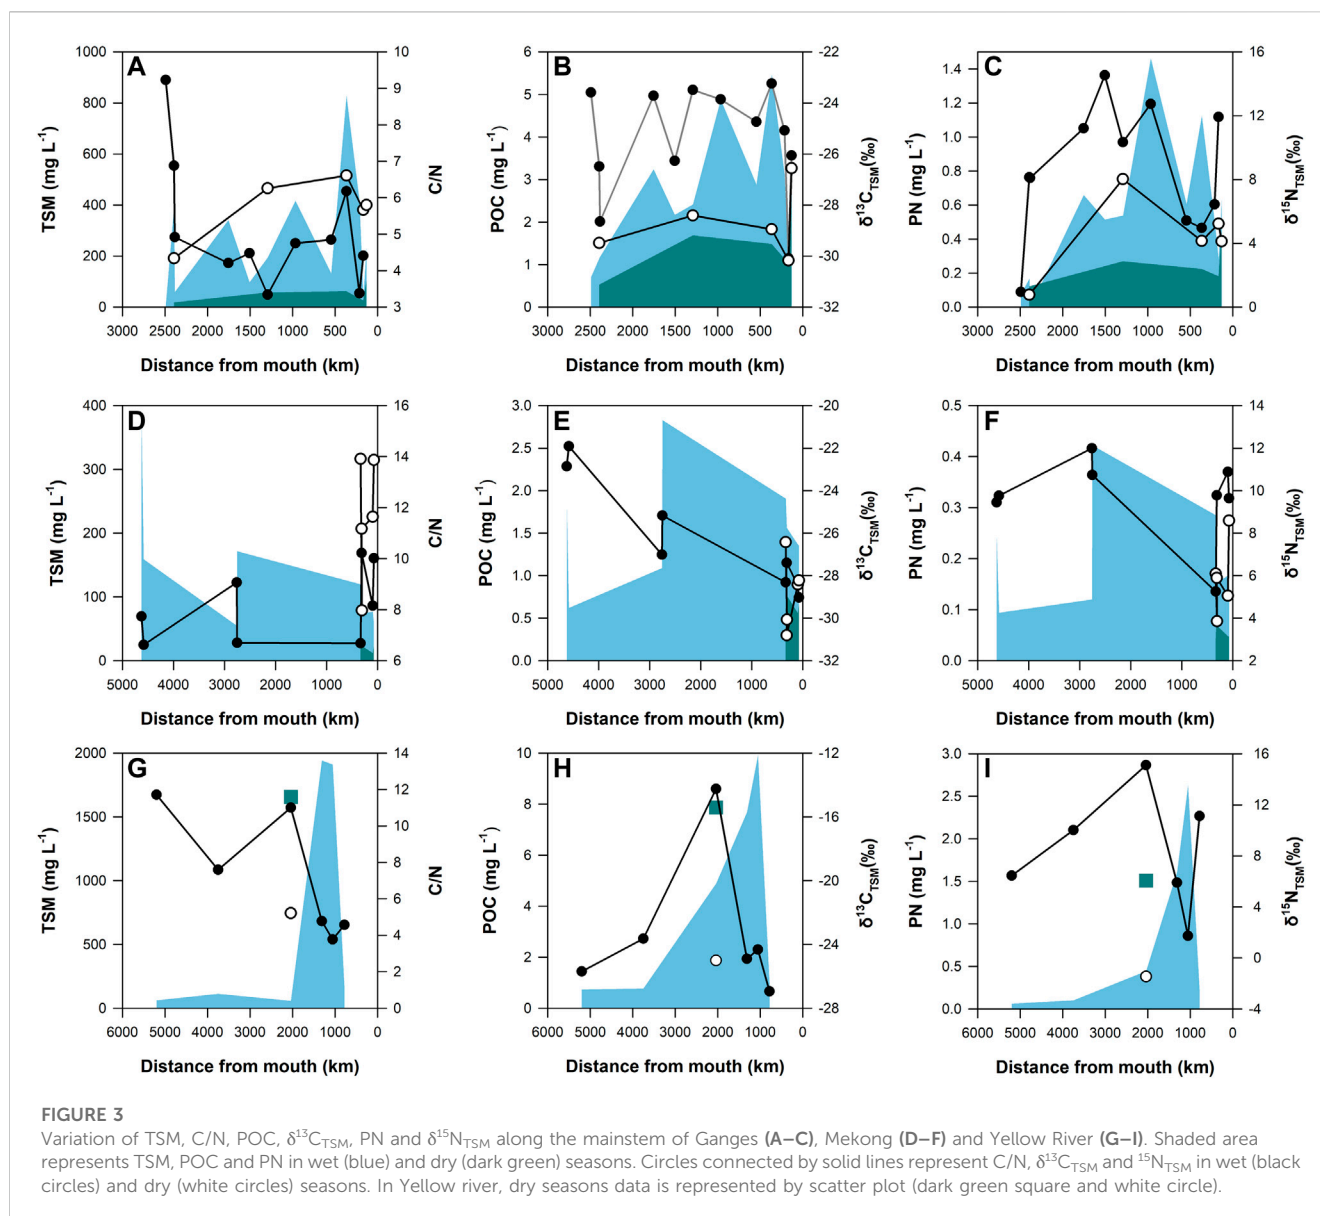 A
TSM (mg L⁻¹)
1000
800
600
400
200
0
10
9
8
7
6
5
4
3
C/N
3000 2500 2000 1500 1000 500 0
Distance from mouth (km)
B
POC (mg L⁻¹)
6
5
4
3
2
1
0
-22
-24
-26
-28
-30
-32
δ¹³C_TSM(‰)
3000 2500 2000 1500 1000 500 0
Distance from mouth (km)
C
PN (mg L⁻¹)
1.4
1.2
1.0
0.8
0.6
0.4
0.2
0.0
16
12
8
4
0
δ¹⁵N_TSM(‰)
3000 2500 2000 1500 1000 500 0
Distance from mouth (km)
D
TSM (mg L⁻¹)
400
300
200
100
0
16
14
12
10
8
6
C/N
5000 4000 3000 2000 1000 0
Distance from mouth (km)
E
POC (mg L⁻¹)
3.0
2.5
2.0
1.5
1.0
0.5
0.0
-20
-22
-24
-26
-28
-30
-32
δ¹³C_TSM(‰)
5000 4000 3000 2000 1000 0
Distance from mouth (km)
F
PN (mg L⁻¹)
0.5
0.4
0.3
0.2
0.1
0.0
14
12
10
8
6
4
2
δ¹⁵N_TSM(‰)
5000 4000 3000 2000 1000 0
Distance from mouth (km)
G
TSM (mg L⁻¹)
2000
1500
1000
500
0
14
12
10
8
6
4
2
0
C/N
6000 5000 4000 3000 2000 1000 0
Distance from mouth (km)
H
POC (mg L⁻¹)
10
8
6
4
2
0
-12
-16
-20
-24
-28
δ¹³C_TSM(‰)
6000 5000 4000 3000 2000 1000 0
Distance from mouth (km)
I
PN (mg L⁻¹)
3.0
2.5
2.0
1.5
1.0
0.5
0.0
16
12
8
4
0
-4
δ¹⁵N_TSM(‰)
6000 5000 4000 3000 2000 1000 0
Distance from mouth (km)
FIGURE 3
Variation of TSM, C/N, POC, δ¹³C_TSM, PN and δ¹⁵N_TSM along the mainstem of Ganges (A–C), Mekong (D–F) and Yellow River (G–I). Shaded area
represents TSM, POC and PN in wet (blue) and dry (dark green) seasons. Circles connected by solid lines represent C/N, δ¹³C_TSM and ¹⁵N_TSM in wet (black
circles) and dry (white circles) seasons. In Yellow river, dry seasons data is represented by scatter plot (dark green square and white circle).